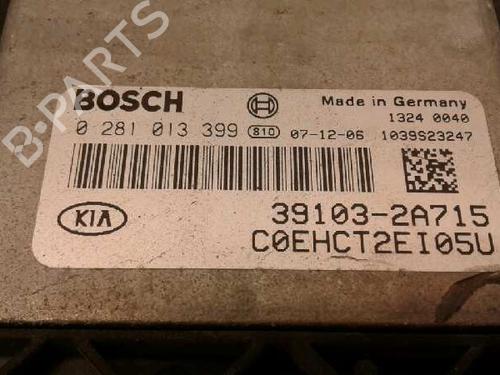 B-PARTS
BOSCH
Made in Germany
1324 0040
0 281 013 399 810 07-12-06 1039S23247
KIA
39103-2A715
C0EHCT2EI05U